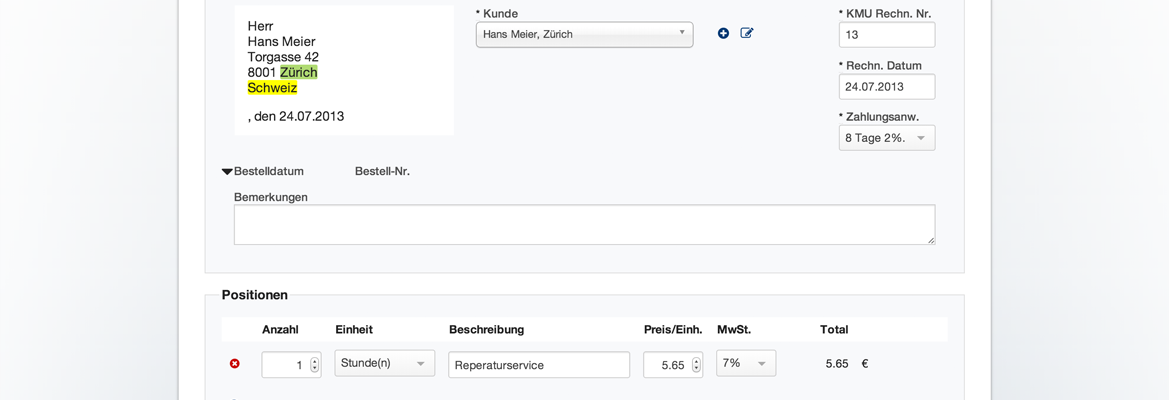 Herr
Hans Meier
Torgasse 42
8001 Zürich
Schweiz
, den 24.07.2013
* Kunde
Hans Meier, Zürich
* KMU Rechn. Nr.
13
* Rechn. Datum
24.07.2013
* Zahlungsanw.
8 Tage 2%.
Bestelldatum Bestell-Nr.
Bemerkungen
Positionen
Anzahl Einheit Beschreibung Preis/Einh. MwSt. Total
1 Stunde(n) Reperaturservice 5.65 7% 5.65 €